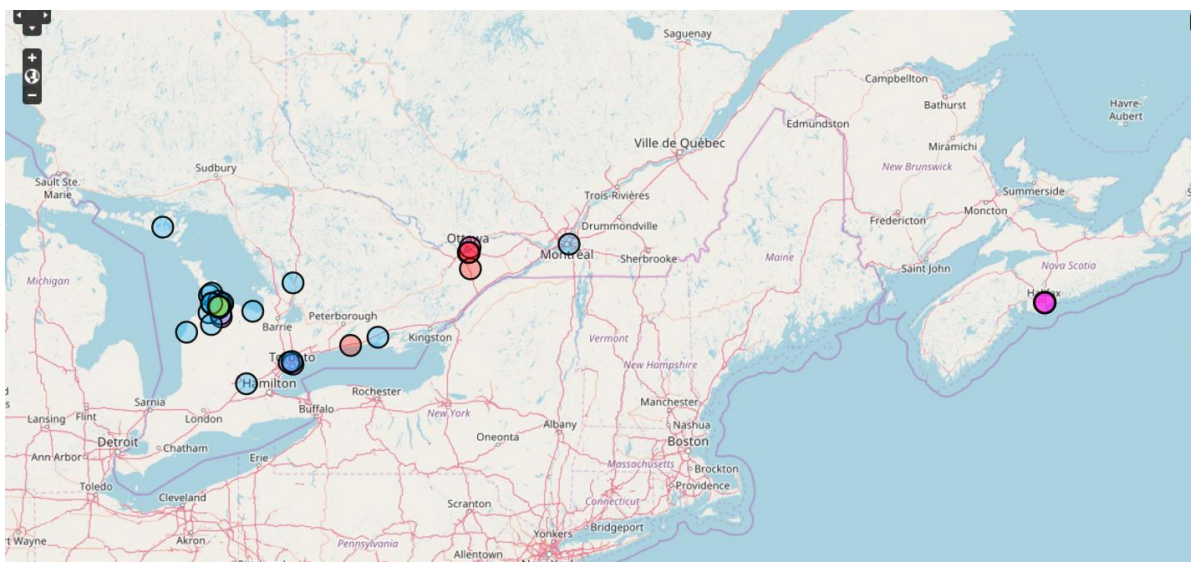 Saguenay
Campbellton
Bathurst
Havre-
Aubert
Edmundston
Miramichi
Ville de Québec
New Brunswick
Sudbury
Sault Ste.
Marie
Trois-Rivières
Summerside
Moncton
Fredericton
Drummondville
Ottawa
Montréal
Sherbrooke
Maine
Saint John
Nova Scotia
Michigan
Halifax
Peterborough
Barrie
Kingston
Vermont
Toronto
New Hampshire
Hamilton
Rochester
Sarnia
London
Buffalo
New York
Manchester
Lansing
Flint
Albany
Nashua
Oneonta
Boston
Detroit
Chatham
Erie
Massachusetts
Brockton
Ann Arbor
Providence
Toledo
Cleveland
Scranton
Connecticut
Bridgeport
Yonkers
Akron
rt Wayne
Pennsylvania
Allentown